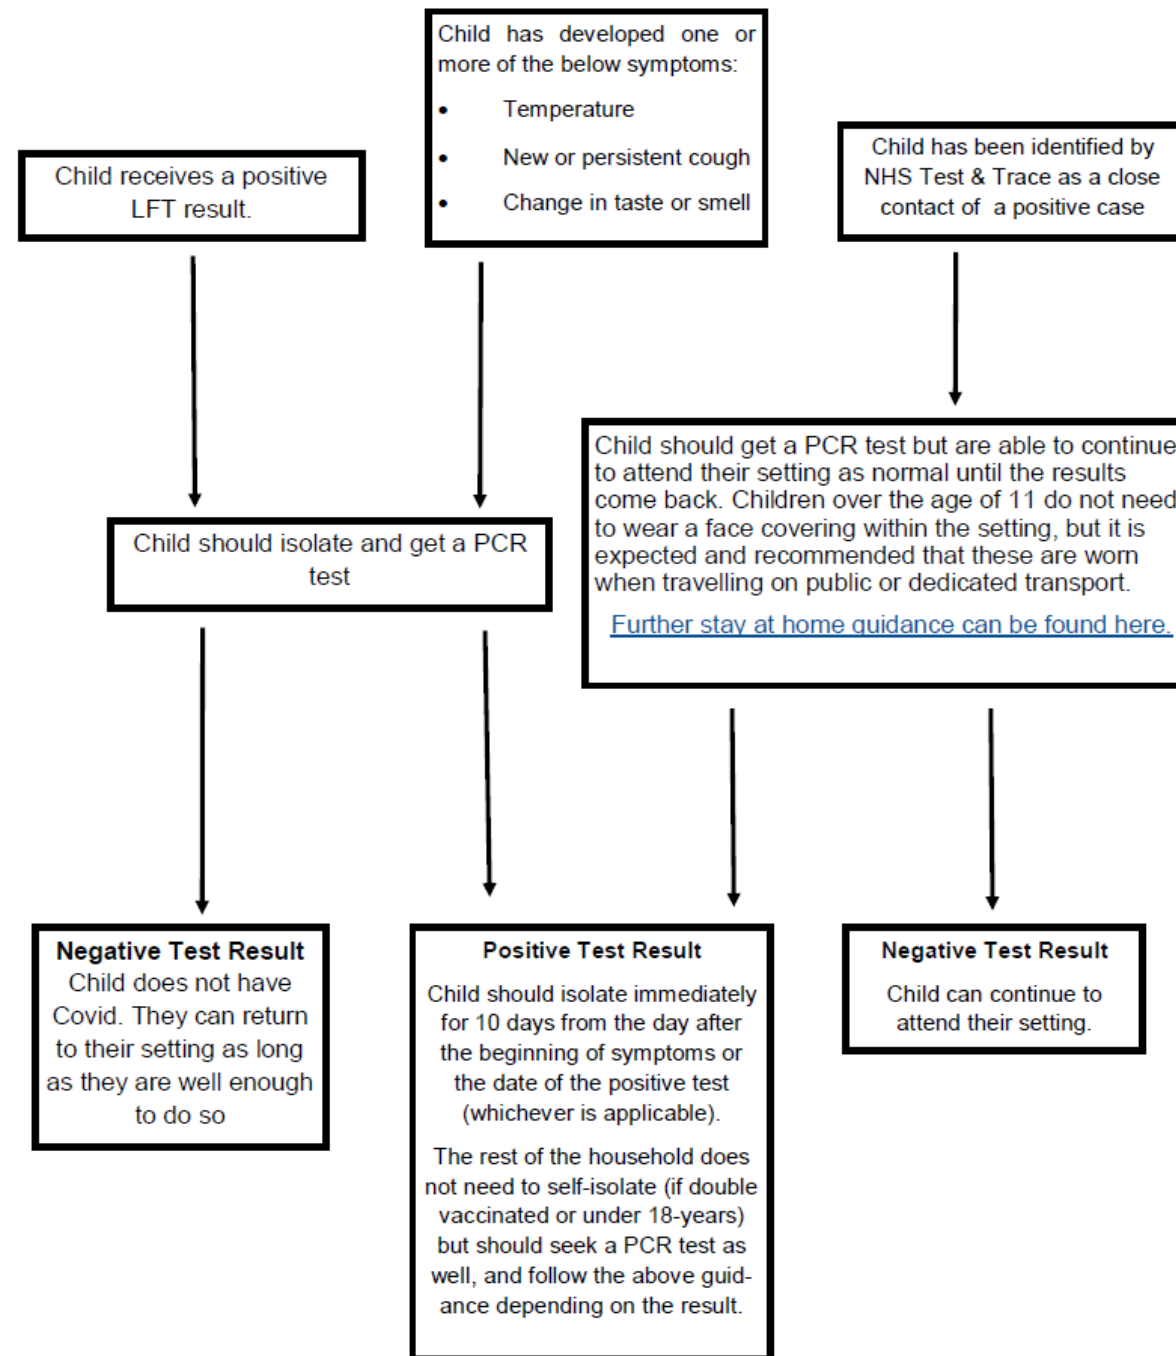 Child has developed one or
more of the below symptoms:
• Temperature
• New or persistent cough
• Change in taste or smell
Child receives a positive
LFT result.
Child has been identified by
NHS Test & Trace as a close
contact of a positive case
Child should isolate and get a PCR
test
Child should get a PCR test but are able to continue
to attend their setting as normal until the results
come back. Children over the age of 11 do not need
to wear a face covering within the setting, but it is
expected and recommended that these are worn
when travelling on public or dedicated transport.
Further stay at home guidance can be found here.
Negative Test Result
Child does not have
Covid. They can return
to their setting as long
as they are well enough
to do so
Positive Test Result
Child should isolate immediately
for 10 days from the day after
the beginning of symptoms or
the date of the positive test
(whichever is applicable).
The rest of the household does
not need to self-isolate (if double
vaccinated or under 18-years)
but should seek a PCR test as
well, and follow the above guid-
ance depending on the result.
Negative Test Result
Child can continue to
attend their setting.